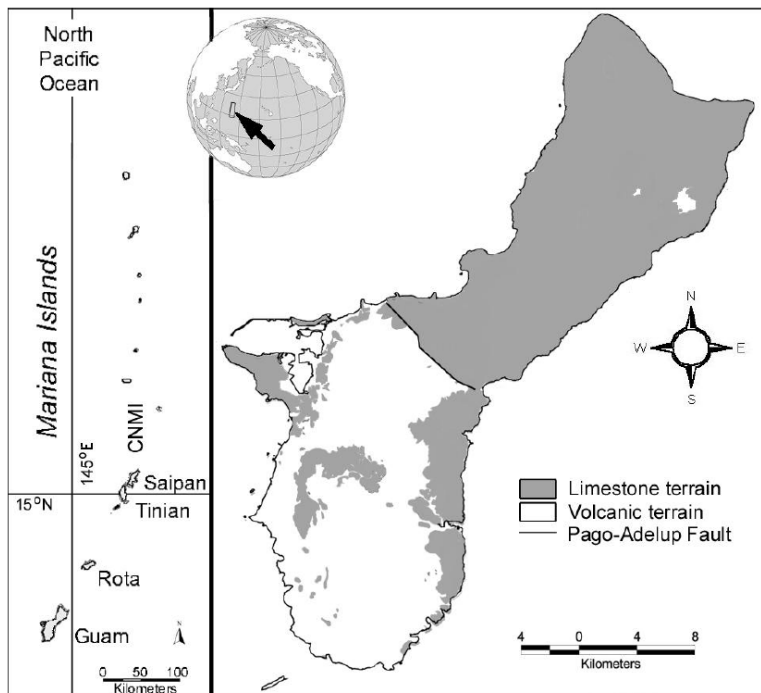 North
Pacific
Ocean
Mariana Islands
145°E
CNMI
Saipan
15°N
Tinian
Rota
Guam
N
0 50 100
Kilometers
N
W E
S
Limestone terrain
Volcanic terrain
Pago-Adelup Fault
4 0 4 8
Kilometers